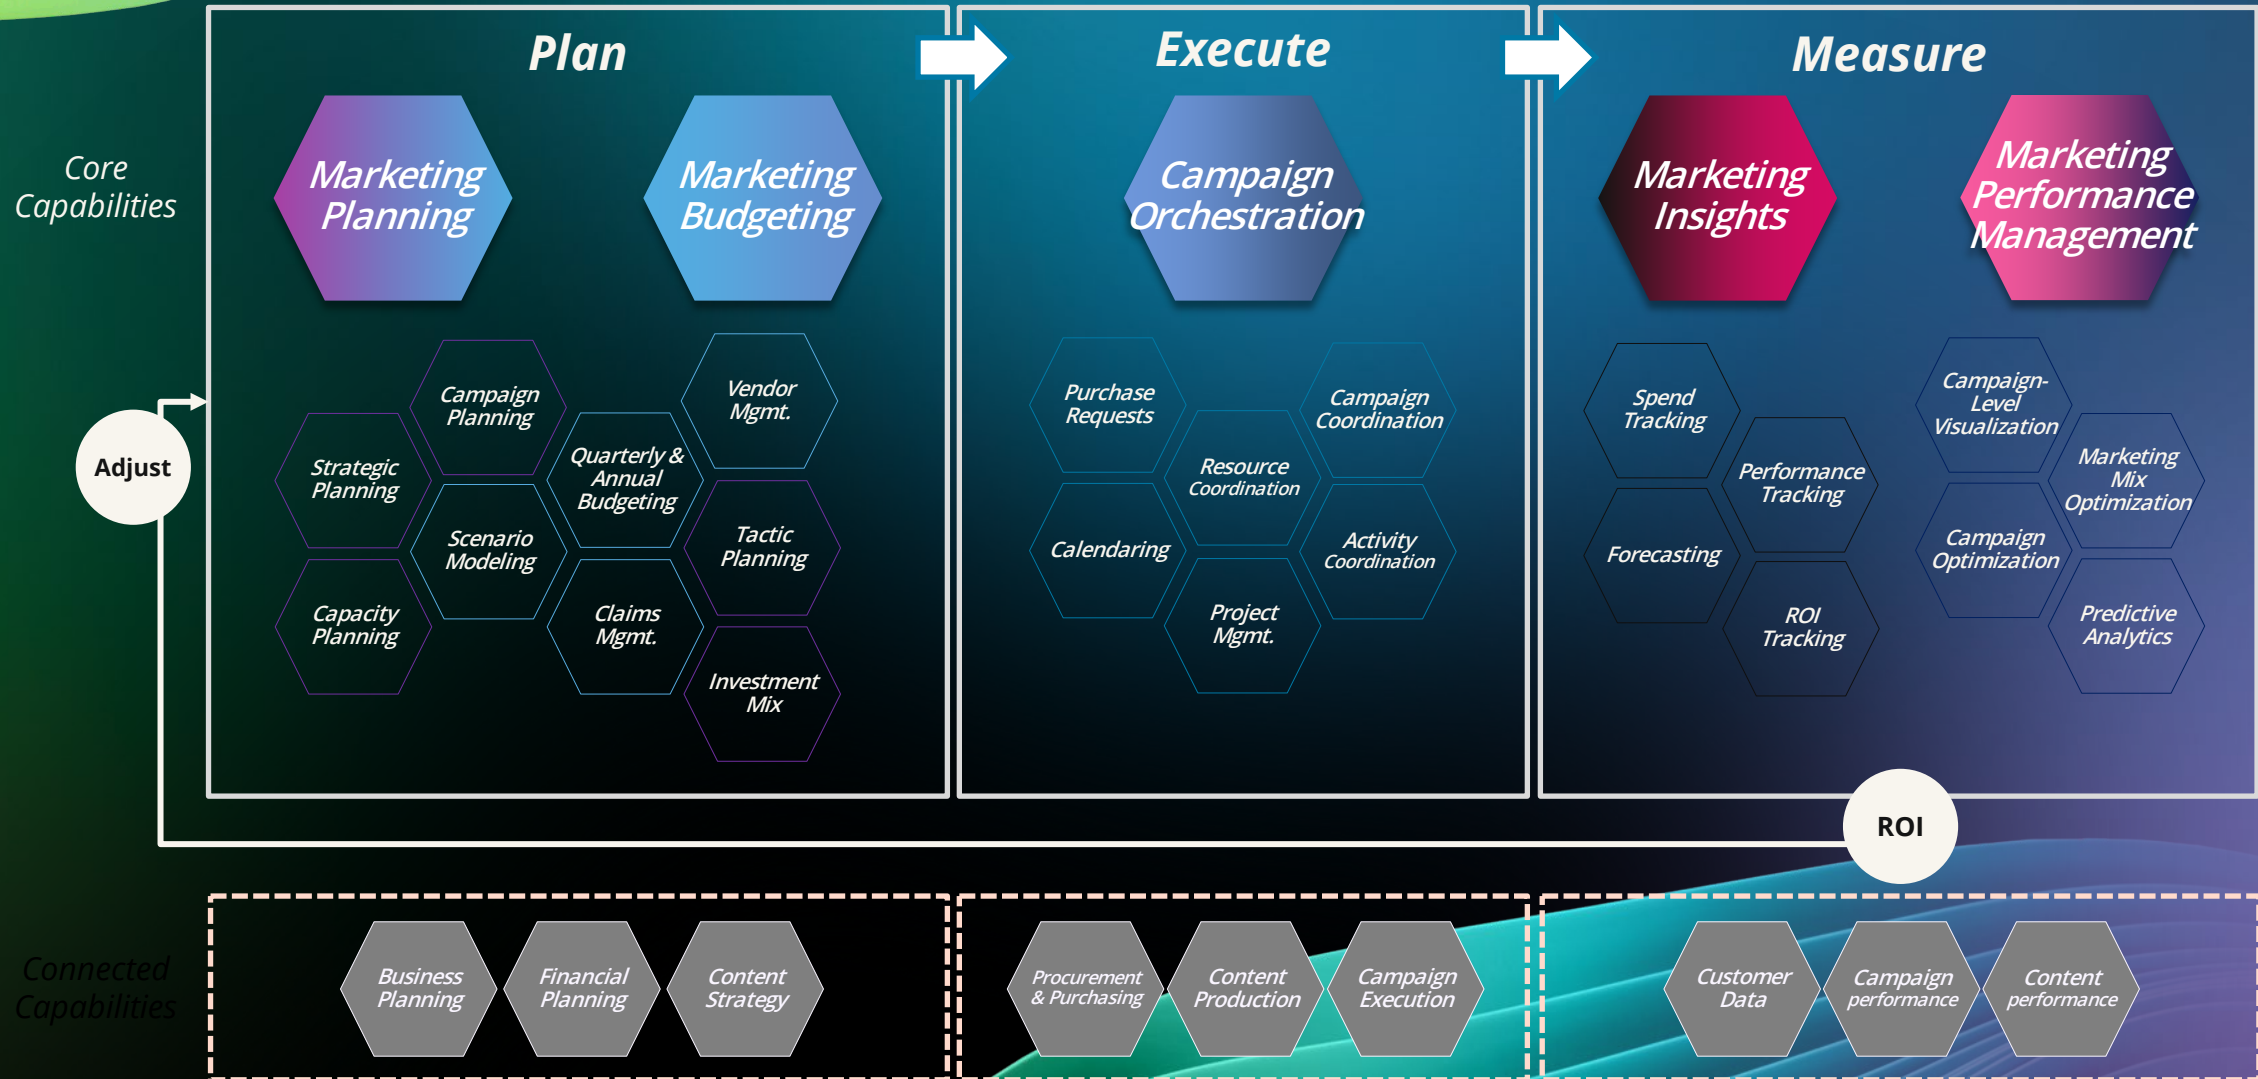 Plan
Execute
Measure
Core
Capabilities
Marketing
Planning
Marketing
Budgeting
Campaign
Orchestration
Marketing
Insights
Marketing
Performance
Management
Campaign
Planning
Vendor
Mgmt.
Strategic
Planning
Quarterly &
Annual
Budgeting
Scenario
Modeling
Tactic
Planning
Capacity
Planning
Claims
Mgmt.
Investment
Mix
Purchase
Requests
Campaign
Coordination
Resource
Coordination
Calendaring
Activity
Coordination
Project
Mgmt.
Spend
Tracking
Performance
Tracking
Forecasting
ROI
Tracking
Campaign-
Level
Visualization
Marketing
Mix
Optimization
Campaign
Optimization
Predictive
Analytics
Adjust
ROI
Connected
Capabilities
Business
Planning
Financial
Planning
Content
Strategy
Procurement
& Purchasing
Content
Production
Campaign
Execution
Customer
Data
Campaign
performance
Content
performance